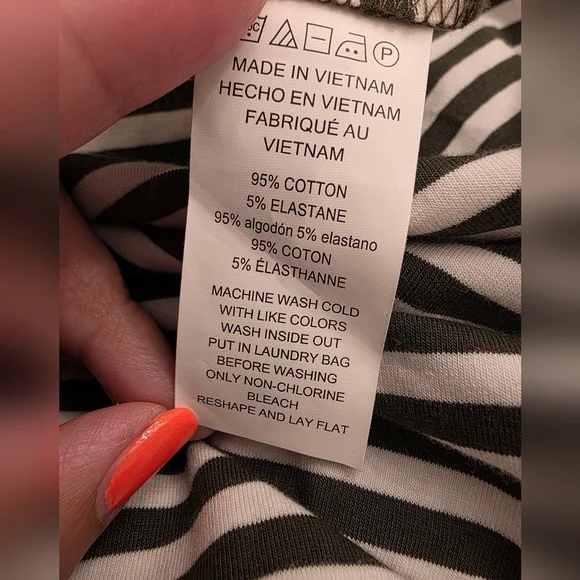 P
MADE IN VIETNAM
HECHO EN VIETNAM
FABRIQUÉ AU
VIETNAM
95% COTTON
5% ELASTANE
95% algodón 5% elastano
95% COTON
5% ÉLASTHANNE
MACHINE WASH COLD
WITH LIKE COLORS
WASH INSIDE OUT
PUT IN LAUNDRY BAG
BEFORE WASHING
ONLY NON-CHLORINE
BLEACH
RESHAPE AND LAY FLAT